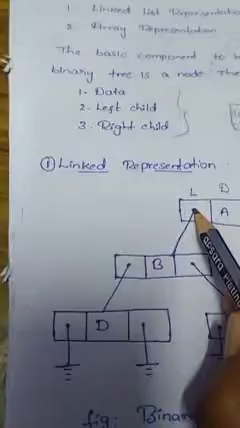 1 Linked List Representatio
2 Array Representation
The basic component to b
binary tree is a node. The
1- Data
2- Left child
3- Right child
① Linked Representation.
L D
A
B
D
fig: Binar